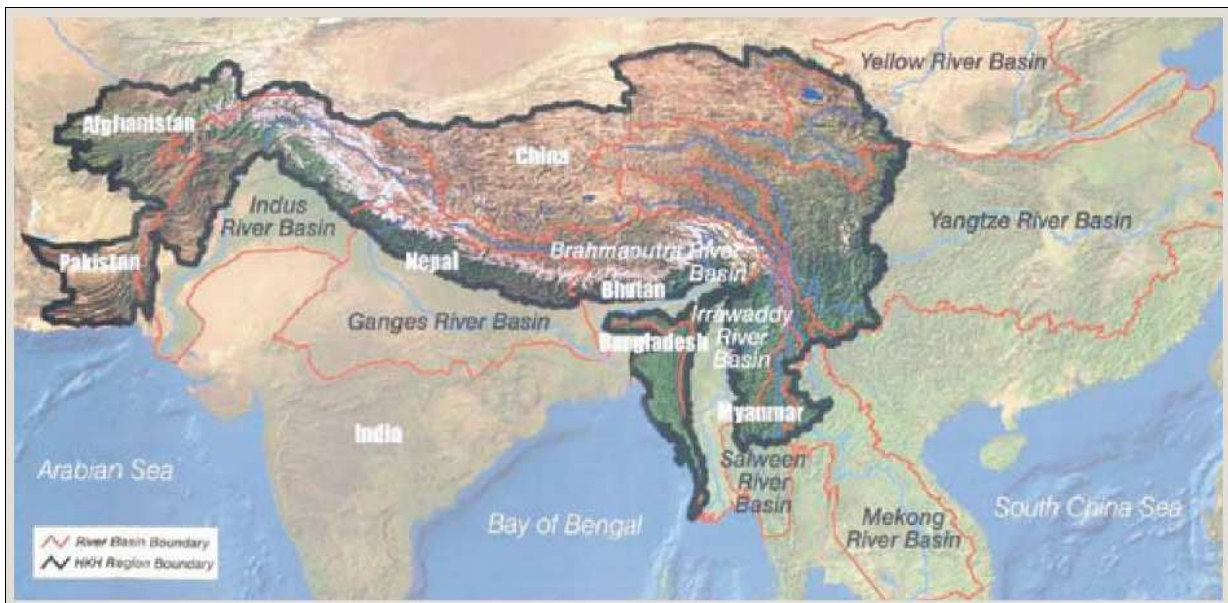 Yellow River Basin
Afghanistan
China
Indus
River Basin
Yangtze River Basin
Pakistan
Nepal
Brahmaputra River
Basin
Bhutan
Irrawaddy
River
Basin
Ganges River Basin
Bangladesh
Myanmar
India
Arabian Sea
Salween
River
Basin
Bay of Bengal
South China Sea
Mekong
River Basin
River Basin Boundary
HKH Region Boundary